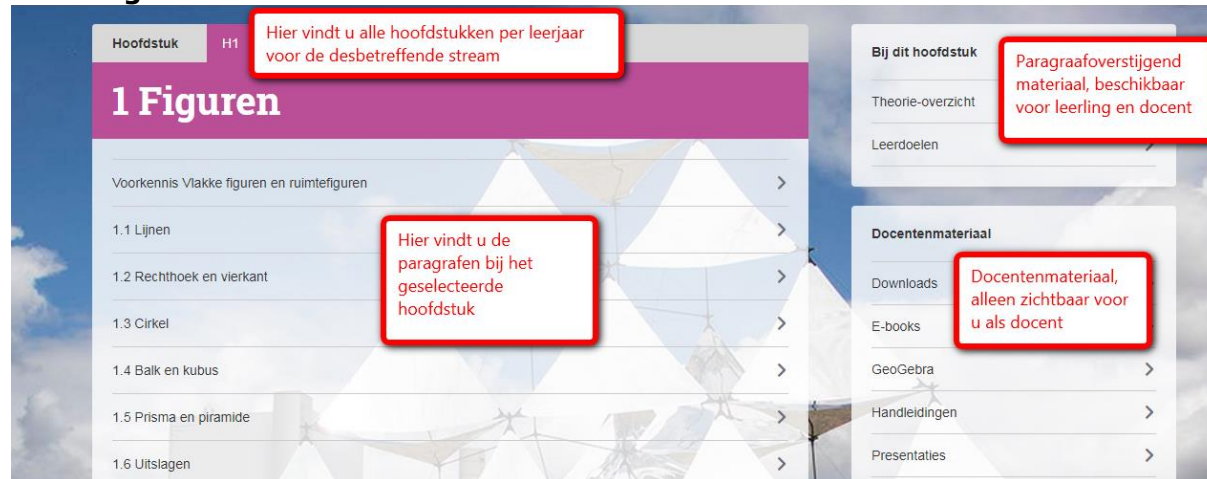 Hoofdstuk H1
Hier vindt u alle hoofdstukken per leerjaar
voor de desbetreffende stream
1 Figuren
Voorkennis Vlakke figuren en ruimtefiguren
1.1 Lijnen
1.2 Rechthoek en vierkant
1.3 Cirkel
1.4 Balk en kubus
1.5 Prisma en piramide
1.6 Uitslagen
Hier vindt u de
paragrafen bij het
geselecteerde
hoofdstuk
Bij dit hoofdstuk
Theorie-overzicht
Leerdoelen
Paragraafoverstijgend
materiaal, beschikbaar
voor leerling en docent
Docentenmateriaal
Downloads
E-books
GeoGebra
Handleidingen
Presentaties
Docentenmateriaal,
alleen zichtbaar voor
u als docent